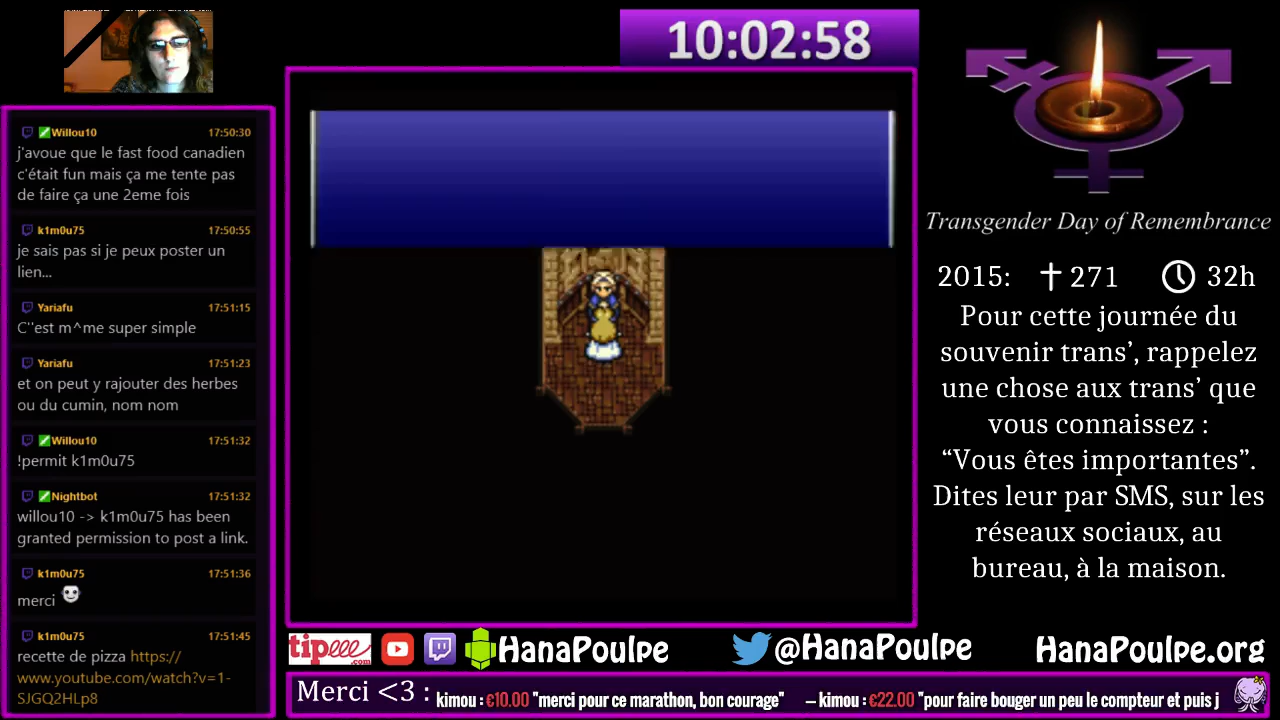 10:02:58
Willou10 17:50:30
j'avoue que le fast food canadien
c'était fun mais ça me tente pas
de faire ça une 2eme fois
k1m0u75 17:50:55
je sais pas si je peux poster un
lien...
Yariafu 17:51:15
C''est m^me super simple
Yariafu 17:51:23
et on peut y rajouter des herbes
ou du cumin, nom nom
Willou10 17:51:32
!permit k1m0u75
Nightbot 17:51:32
willou10 -> k1m0u75 has been
granted permission to post a link.
k1m0u75 17:51:36
merci
k1m0u75 17:51:45
recette de pizza https://
www.youtube.com/watch?v=1-
SJGQ2HLp8
Transgender Day of Remembrance
2015: 271 32h
Pour cette journée du
souvenir trans’, rappelez
une chose aux trans’ que
vous connaissez :
“Vous êtes importantes”.
Dites leur par SMS, sur les
réseaux sociaux, au
bureau, à la maison.
tipeee.com HanaPoulpe @HanaPoulpe HanaPoulpe.org
Merci <3 : kimou : €10.00 "merci pour ce marathon, bon courage" — kimou : €22.00 "pour faire bouger un peu le compteur et puis j